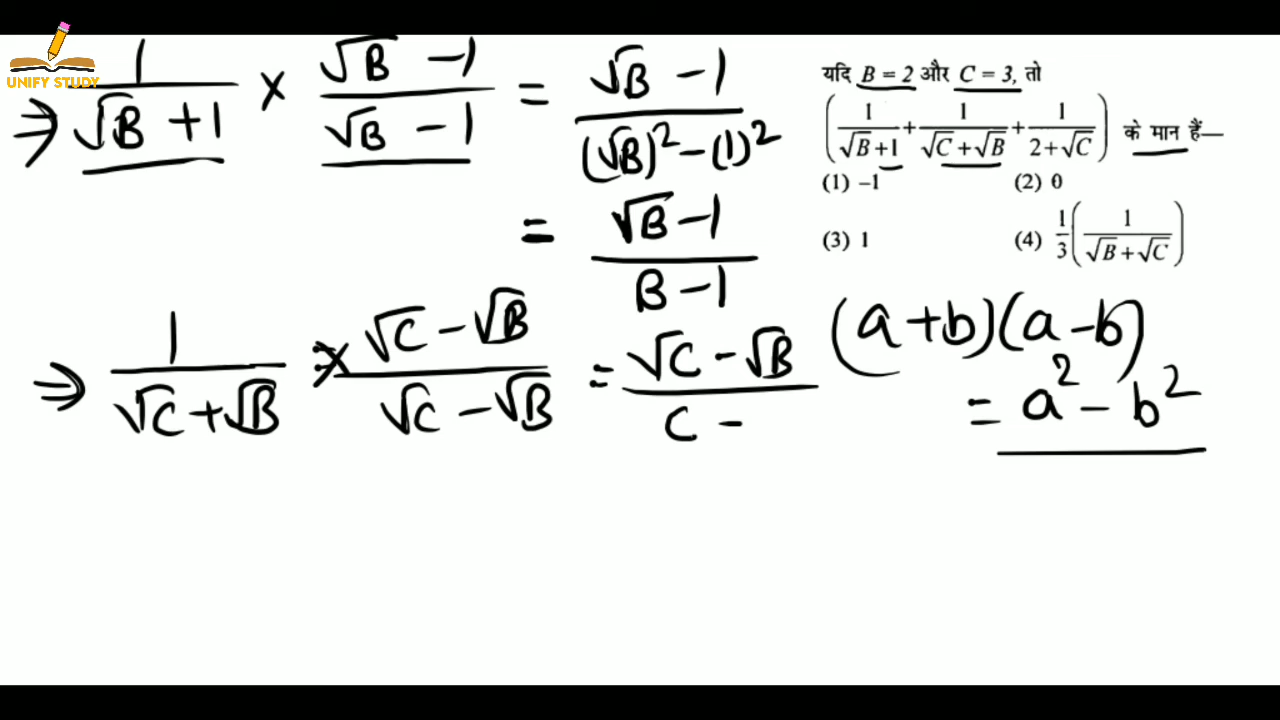 UNIFY STUDY
⇒ 1/(√B + 1) × (√B − 1)/(√B − 1) = (√B − 1)/((√B)² − (1)²)
= (√B − 1)/(B − 1)
⇒ 1/(√C + √B) × (√C − √B)/(√C − √B) = (√C − √B)/(C −
यदि B = 2 और C = 3, तो
(1/(√B + 1) + 1/(√C + √B) + 1/(2 + √C)) के मान हैं—
(1) −1 (2) 0
(3) 1 (4) 1/3 (1/(√B + √C))
(a + b)(a − b)
= a² − b²